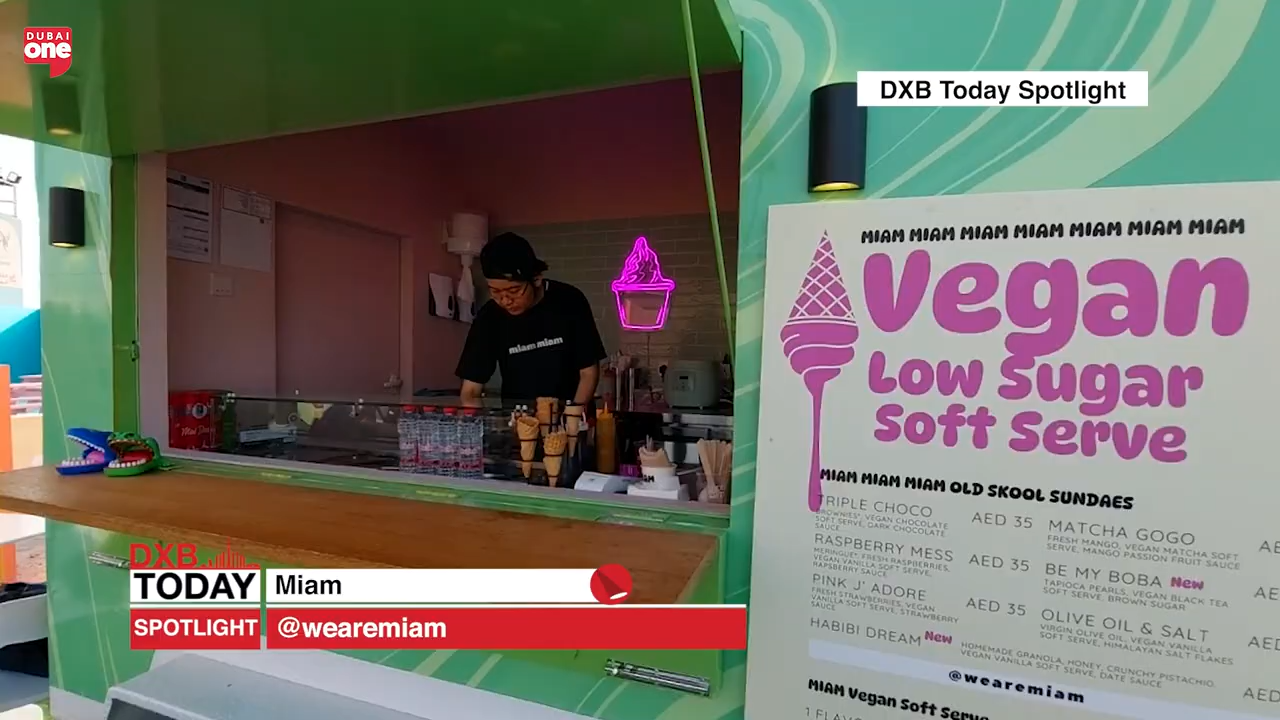 DUBAI
one
DXB Today Spotlight
miam miam
MIAM MIAM MIAM MIAM MIAM MIAM MIAM
Vegan
Low Sugar
Soft Serve
MIAM MIAM MIAM OLD SKOOL SUNDAES
TRIPLE CHOCO AED 35
BROWNIES*, VEGAN CHOCOLATE
SOFT SERVE, DARK CHOCOLATE
SAUCE
RASPBERRY MESS AED 35
MERINGUE, FRESH RASPBERRIES,
VEGAN VANILLA SOFT SERVE,
RASPBERRY SAUCE
PINK J' ADORE AED 35
FRESH STRAWBERRIES, VEGAN
VANILLA SOFT SERVE, STRAWBERRY
SAUCE
HABIBI DREAM New
HOMEMADE GRANOLA, HONEY, CRUNCHY PISTACHIO,
VEGAN VANILLA SOFT SERVE, DATE SAUCE
MATCHA GOGO AE
FRESH MANGO, VEGAN MATCHA SOFT
SERVE, MANGO PASSION FRUIT SAUCE
BE MY BOBA New AE
TAPIOCA PEARLS, VEGAN BLACK TEA
SOFT SERVE, BROWN SUGAR
OLIVE OIL & SALT AED
VIRGIN OLIVE OIL, VEGAN VANILLA
SOFT SERVE, HIMALAYAN SALT FLAKES
AED
@wearemiam
MIAM Vegan Soft Serve
1 FLAVO
DXB
TODAY
SPOTLIGHT
Miam
@wearemiam